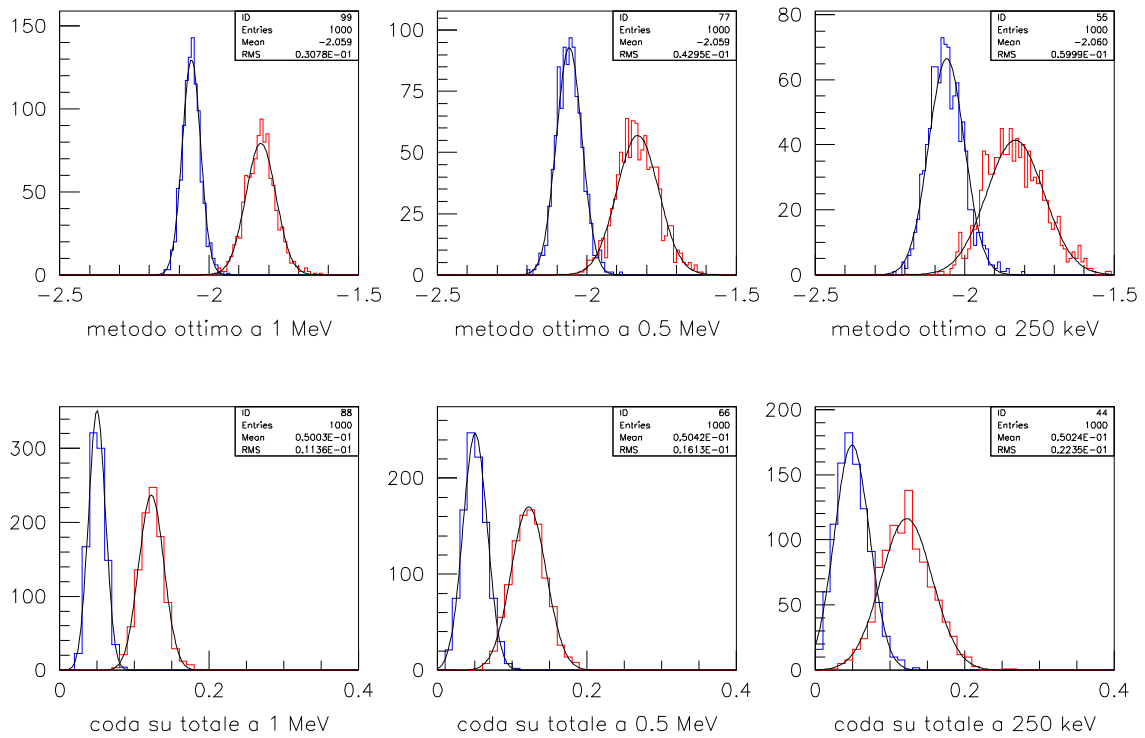 ID 99
Entries 1000
Mean -2.059
RMS 0.3078E-01
150
100
50
0
-2.5 -2 -1.5
metodo ottimo a 1 MeV
ID 77
Entries 1000
Mean -2.059
RMS 0.4295E-01
100
75
50
25
0
-2.5 -2 -1.5
metodo ottimo a 0.5 MeV
ID 55
Entries 1000
Mean -2.060
RMS 0.5999E-01
80
60
40
20
0
-2.5 -2 -1.5
metodo ottimo a 250 keV
ID 88
Entries 1000
Mean 0.5003E-01
RMS 0.1136E-01
300
200
100
0
0 0.2 0.4
coda su totale a 1 MeV
ID 66
Entries 1000
Mean 0.5042E-01
RMS 0.1613E-01
200
100
0
0 0.2 0.4
coda su totale a 0.5 MeV
ID 44
Entries 1000
Mean 0.5024E-01
RMS 0.2235E-01
200
150
100
50
0
0 0.2 0.4
coda su totale a 250 keV